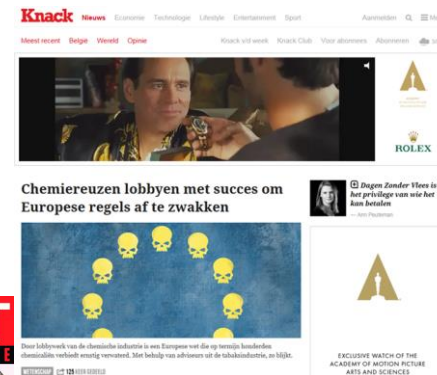 Knack Nieuws Economie Technologie Lifestyle Entertainment Sport
Aanmelden
Meest recent België Wereld Opinie
Knack v/d week Knack Club Voor abonnees Abonneren
ROLEX
Chemiereuzen lobbyen met succes om
Europese regels af te zwakken
Dagen Zonder Vlees is
het privilege van wie het
kan betalen
— Ann Peuteman
Door lobbywerk van de chemische industrie is een Europese wet die op termijn honderden
chemicaliën verbiedt ernstig verwaterd. Met behulp van adviseurs uit de tabaksindustrie, zo blijkt.
WETENSCHAP 125 KEER GEDEELD
EXCLUSIVE WATCH OF THE
ACADEMY OF MOTION PICTURE
ARTS AND SCIENCES
E